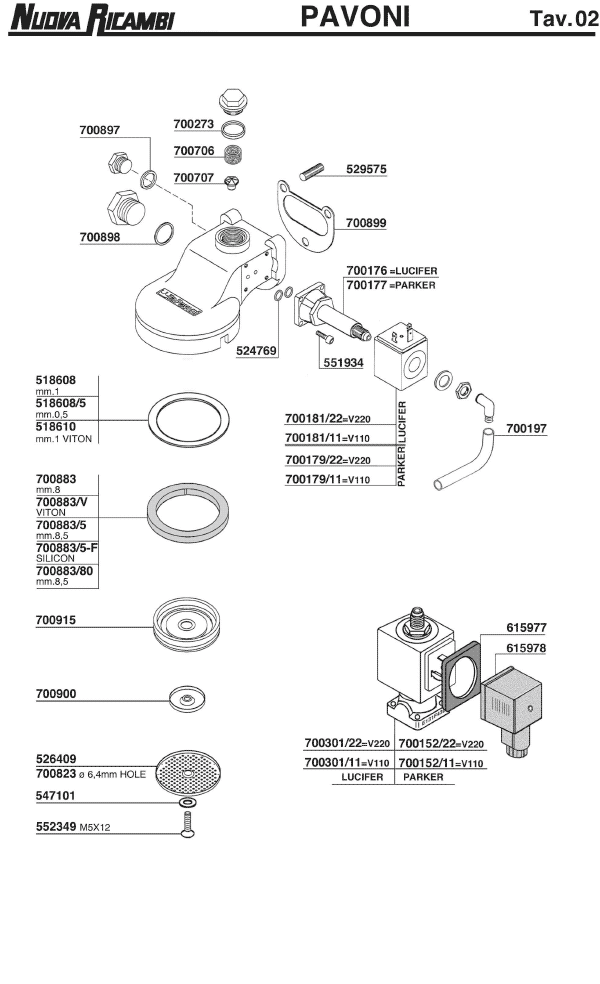 NUOVA RICAMBI
PAVONI
Tav.02
700897
700273
700706
700707
529575
700899
700898
700176 =LUCIFER
700177 =PARKER
524769
551934
518608
mm.1
518608/5
mm.0,5
518610
mm.1 VITON
700181/22=V220
700181/11=V110
LUCIFER
700179/22=V220
700179/11=V110
PARKER
700197
700883
mm.8
700883/V
VITON
700883/5
mm.8,5
700883/5-F
SILICON
700883/80
mm.8,5
700915
615977
615978
700900
700301/22=V220
700152/22=V220
700301/11=V110
700152/11=V110
LUCIFER
PARKER
526409
700823 ø 6,4mm HOLE
547101
552349 M5X12